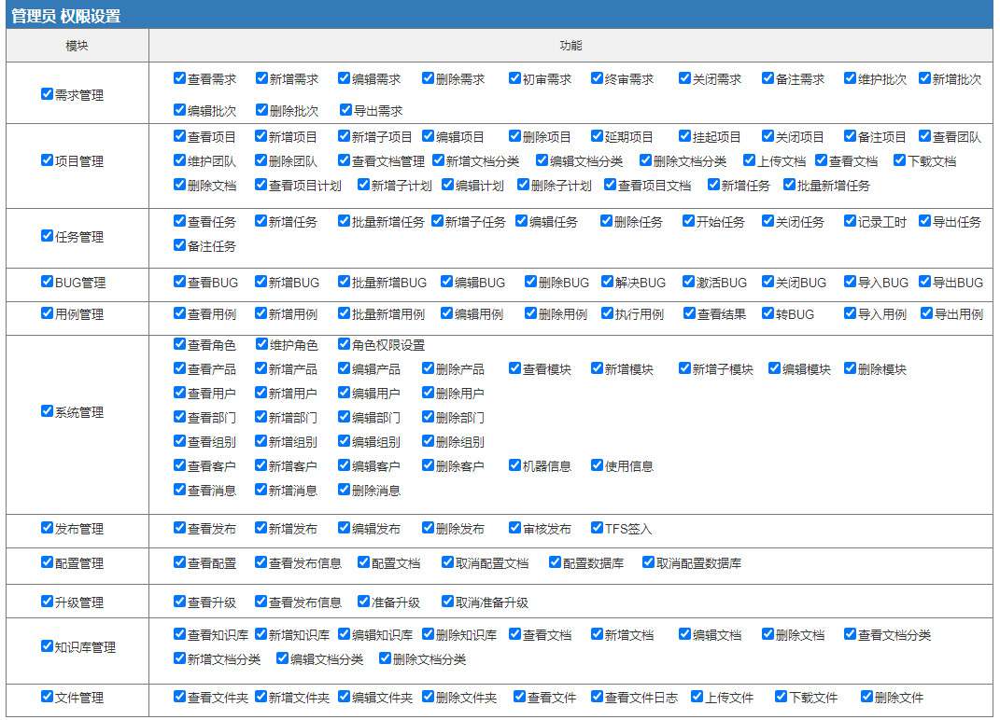 管理员 权限设置
模块 功能
需求管理
查看需求 新增需求 编辑需求 删除需求 初审需求 终审需求 关闭需求 备注需求 维护批次 新增批次
编辑批次 删除批次 导出需求
项目管理
查看项目 新增项目 新增子项目 编辑项目 删除项目 延期项目 挂起项目 关闭项目 备注项目 查看团队
维护团队 删除团队 查看文档管理 新增文档分类 编辑文档分类 删除文档分类 上传文档 查看文档 下载文档
删除文档 查看项目计划 新增子计划 编辑计划 删除子计划 查看项目文档 新增任务 批量新增任务
任务管理
查看任务 新增任务 批量新增任务 新增子任务 编辑任务 删除任务 开始任务 关闭任务 记录工时 导出任务
备注任务
BUG管理 查看BUG 新增BUG 批量新增BUG 编辑BUG 删除BUG 解决BUG 激活BUG 关闭BUG 导入BUG 导出BUG
用例管理 查看用例 新增用例 批量新增用例 编辑用例 删除用例 执行用例 查看结果 转BUG 导入用例 导出用例
系统管理
查看角色 维护角色 角色权限设置
查看产品 新增产品 编辑产品 删除产品 查看模块 新增模块 新增子模块 编辑模块 删除模块
查看用户 新增用户 编辑用户 删除用户
查看部门 新增部门 编辑部门 删除部门
查看组别 新增组别 编辑组别 删除组别
查看客户 新增客户 编辑客户 删除客户 机器信息 使用信息
查看消息 新增消息 删除消息
发布管理 查看发布 新增发布 编辑发布 删除发布 审核发布 TFS签入
配置管理 查看配置 查看发布信息 配置文档 取消配置文档 配置数据库 取消配置数据库
升级管理 查看升级 查看发布信息 准备升级 取消准备升级
知识库管理
查看知识库 新增知识库 编辑知识库 删除知识库 查看文档 新增文档 编辑文档 删除文档 查看文档分类
新增文档分类 编辑文档分类 删除文档分类
文件管理 查看文件夹 新增文件夹 编辑文件夹 删除文件夹 查看文件 查看文件日志 上传文件 下载文件 删除文件